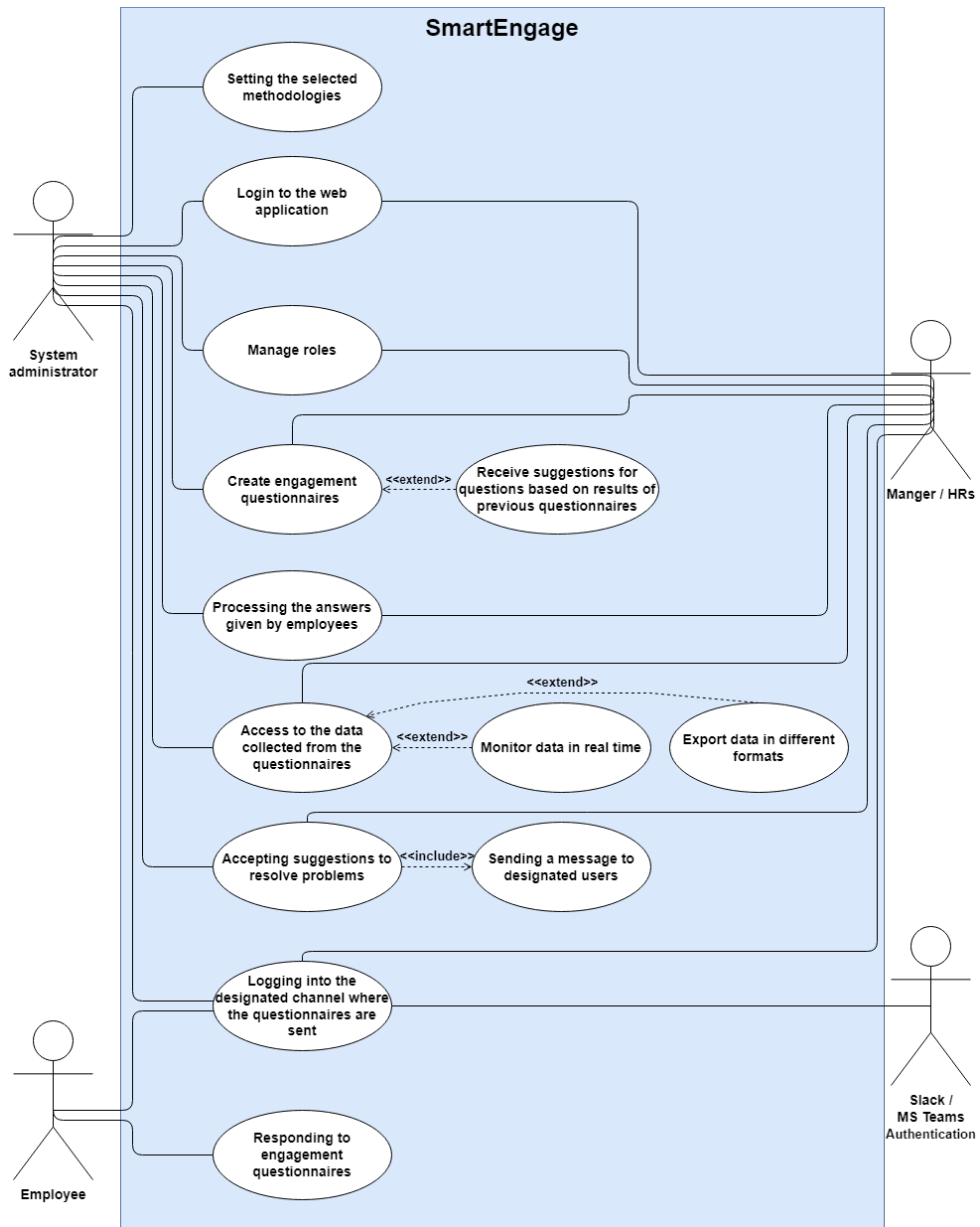 SmartEngage
Setting the selected
methodologies
Login to the web
application
System
administrator
Manage roles
Manger / HRs
Create engagement
questionnaires
<<extend>>
Receive suggestions for
questions based on results of
previous questionnaires
Processing the answers
given by employees
<<extend>>
Access to the data
collected from the
questionnaires
<<extend>>
Monitor data in real time
Export data in different
formats
Accepting suggestions to
resolve problems
<<include>>
Sending a message to
designated users
Logging into the
designated channel where
the questionnaires are
sent
Slack /
MS Teams
Authentication
Responding to
engagement
questionnaires
Employee